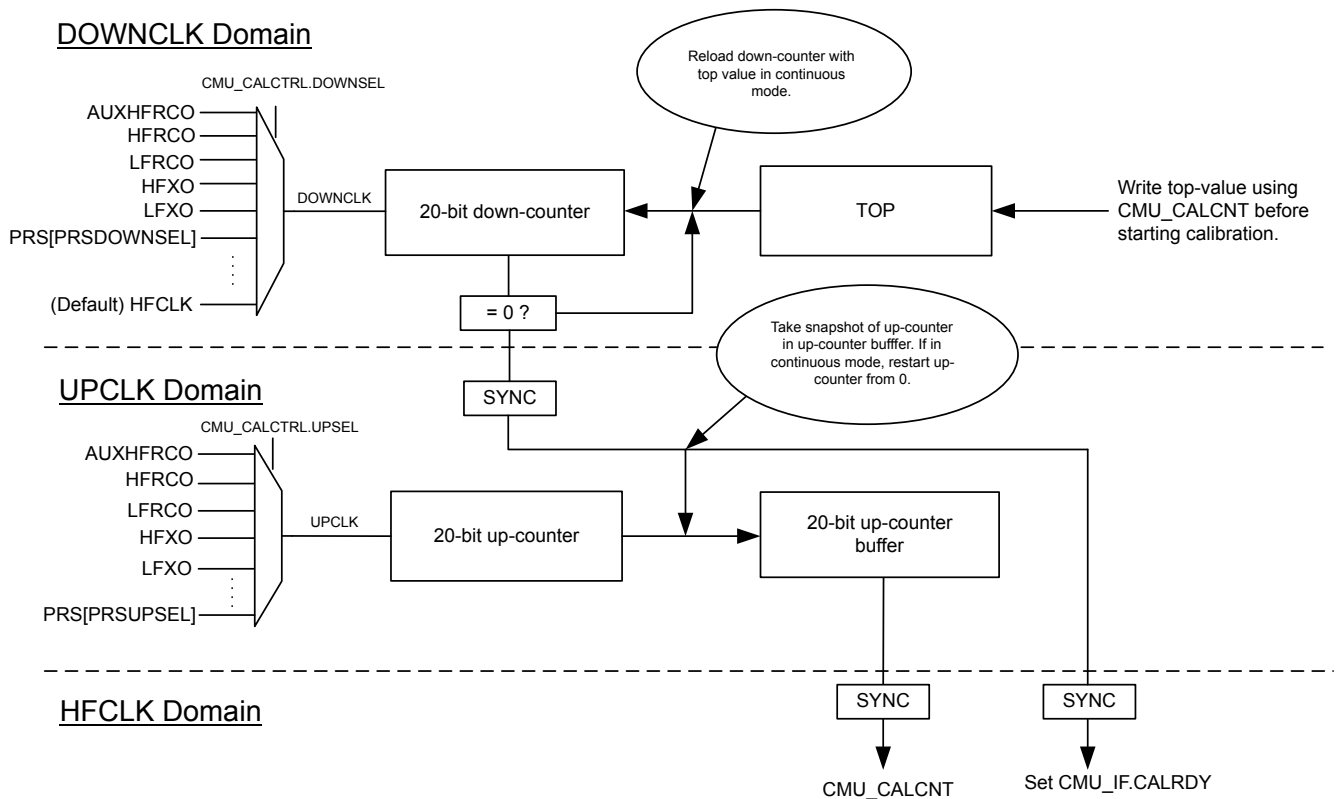 DOWNCLK Domain
CMU_CALCTRL.DOWNSEL
AUXHFRCO
HFRCO
LFRCO
HFXO
LFXO
PRS[PRSDOWNSEL]
(Default) HFCLK
DOWNCLK
20-bit down-counter
= 0 ?
Reload down-counter with
top value in continuous
mode.
TOP
Write top-value using
CMU_CALCNT before
starting calibration.
SYNC
Take snapshot of up-counter
in up-counter bufffer. If in
continuous mode, restart up-
counter from 0.
UPCLK Domain
CMU_CALCTRL.UPSEL
AUXHFRCO
HFRCO
LFRCO
HFXO
LFXO
PRS[PRSUPSEL]
UPCLK
20-bit up-counter
20-bit up-counter
buffer
HFCLK Domain
SYNC
SYNC
CMU_CALCNT
Set CMU_IF.CALRDY